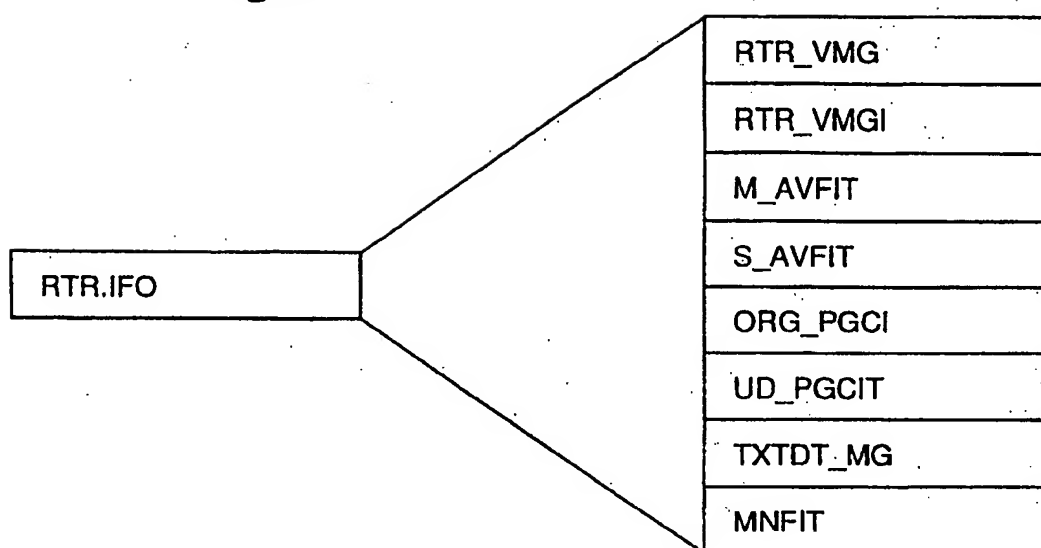 RTR.IFO
RTR_VMG
RTR_VMGI
M_AVFIT
S_AVFIT
ORG_PGCI
UD_PGCIT
TXTDT_MG
MNFIT